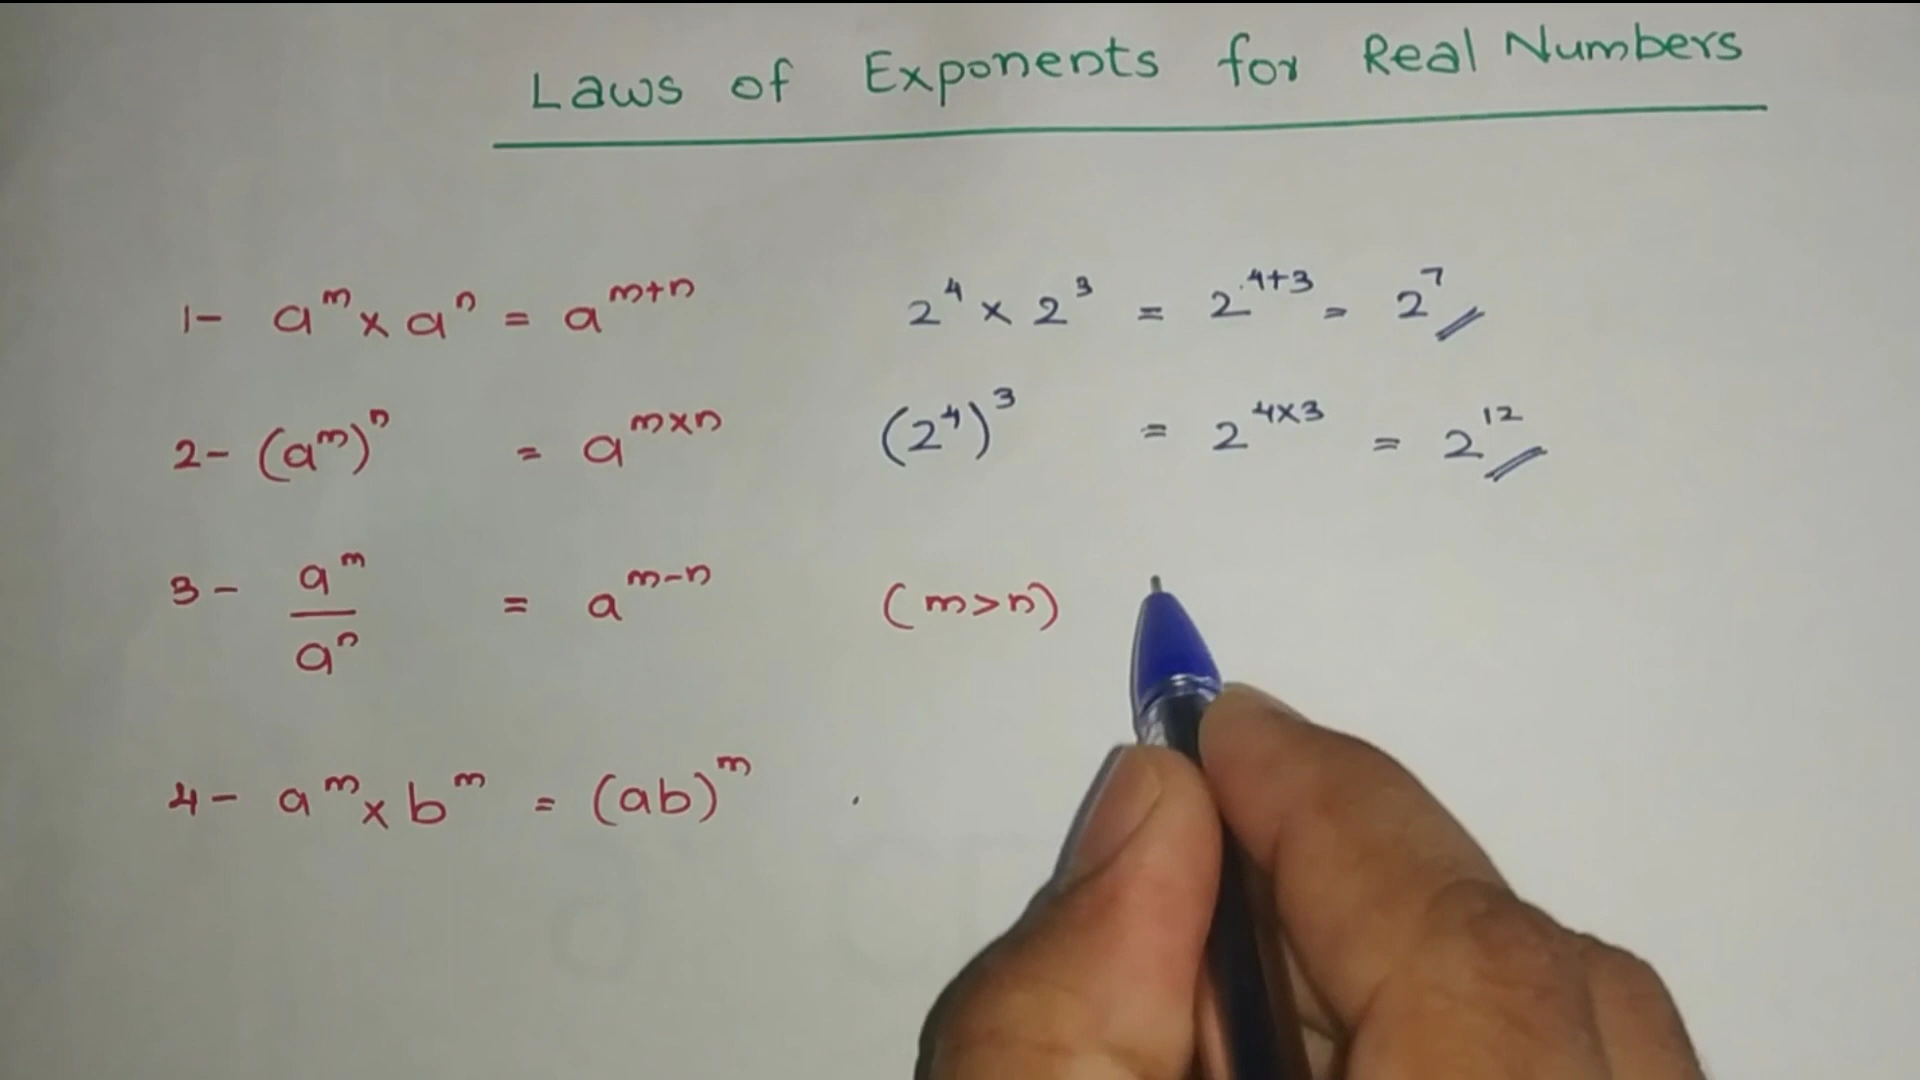 Laws of Exponents for Real Numbers
1- a^m × a^n = a^(m+n) 2^4 × 2^3 = 2^(4+3) = 2^7
2- (a^m)^n = a^(m×n) (2^4)^3 = 2^(4×3) = 2^12
3- a^m/a^n = a^(m-n) (m>n)
4- a^m × b^m = (ab)^m